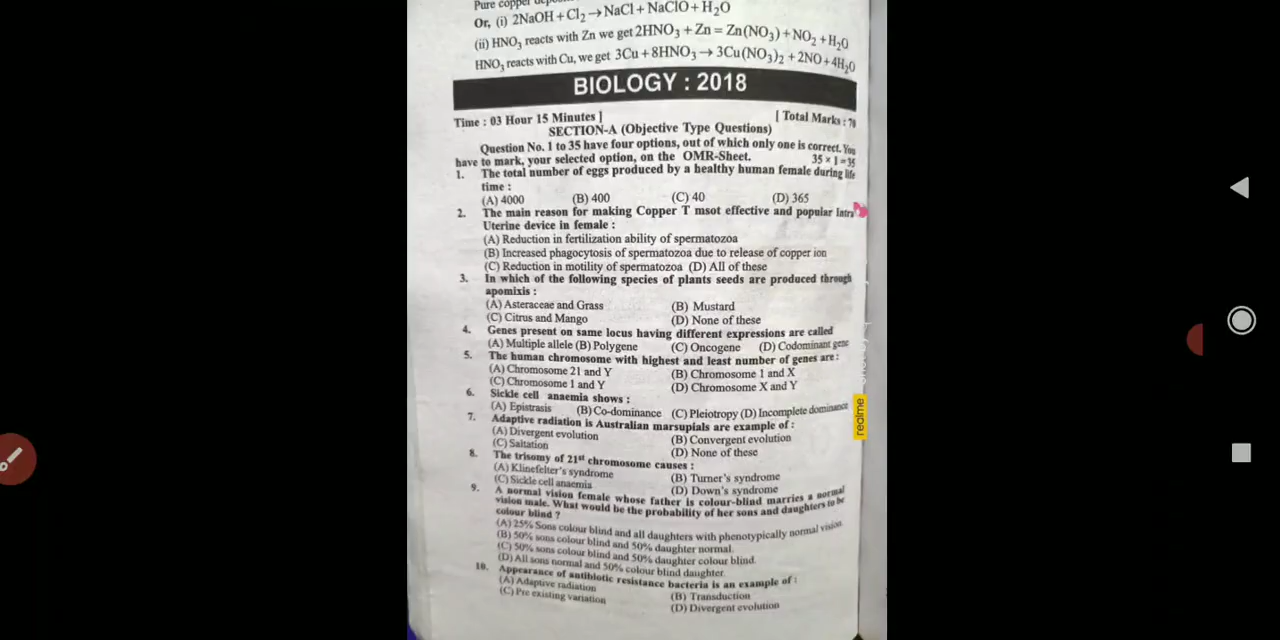 Pure copper
Or, (i) 2NaOH + Cl₂ → NaCl + NaClO + H₂O
(ii) HNO₃ reacts with Zn we get 2HNO₃ + Zn = Zn(NO₃) + NO₂ + H₂O
HNO₃ reacts with Cu, we get 3Cu + 8HNO₃ → 3Cu(NO₃)₂ + 2NO + 4H₂O
BIOLOGY : 2018
Time : 03 Hour 15 Minutes ] [ Total Marks : 70
SECTION-A (Objective Type Questions)
Question No. 1 to 35 have four options, out of which only one is correct. You
have to mark, your selected option, on the OMR-Sheet. 35 × 1 = 35
1. The total number of eggs produced by a healthy human female during life
time :
(A) 4000 (B) 400 (C) 40 (D) 365
2. The main reason for making Copper T msot effective and popular Intra
Uterine device in female :
(A) Reduction in fertilization ability of spermatozoa
(B) Increased phagocytosis of spermatozoa due to release of copper ion
(C) Reduction in motility of spermatozoa (D) All of these
3. In which of the following species of plants seeds are produced through
apomixis :
(A) Asteraceae and Grass (B) Mustard
(C) Citrus and Mango (D) None of these
4. Genes present on same locus having different expressions are called
(A) Multiple allele (B) Polygene (C) Oncogene (D) Codominant gene
5. The human chromosome with highest and least number of genes are :
(A) Chromosome 21 and Y (B) Chromosome 1 and X
(C) Chromosome 1 and Y (D) Chromosome X and Y
6. Sickle cell anaemia shows :
(A) Epistrasis (B) Co-dominance (C) Pleiotropy (D) Incomplete dominance
7. Adaptive radiation is Australian marsupials are example of :
(A) Divergent evolution (B) Convergent evolution
(C) Saltation (D) None of these
8. The trisomy of 21st chromosome causes :
(A) Klinefelter's syndrome (B) Turner's syndrome
(C) Sickle cell anaemia (D) Down's syndrome
9. A normal vision female whose father is colour-blind marries a normal
vision male. What would be the probability of her sons and daughters to be
colour blind ?
(A) 25% Sons colour blind and all daughters with phenotypically normal vision
(B) 50% sons colour blind and 50% daughter normal.
(C) 50% sons colour blind and 50% daughter colour blind.
(D) All sons normal and 50% colour blind daughter.
10. Appearance of antibiotic resistance bacteria is an example of :
(A) Adaptive radiation (B) Transduction
(C) Pre existing variation (D) Divergent evolution
realme